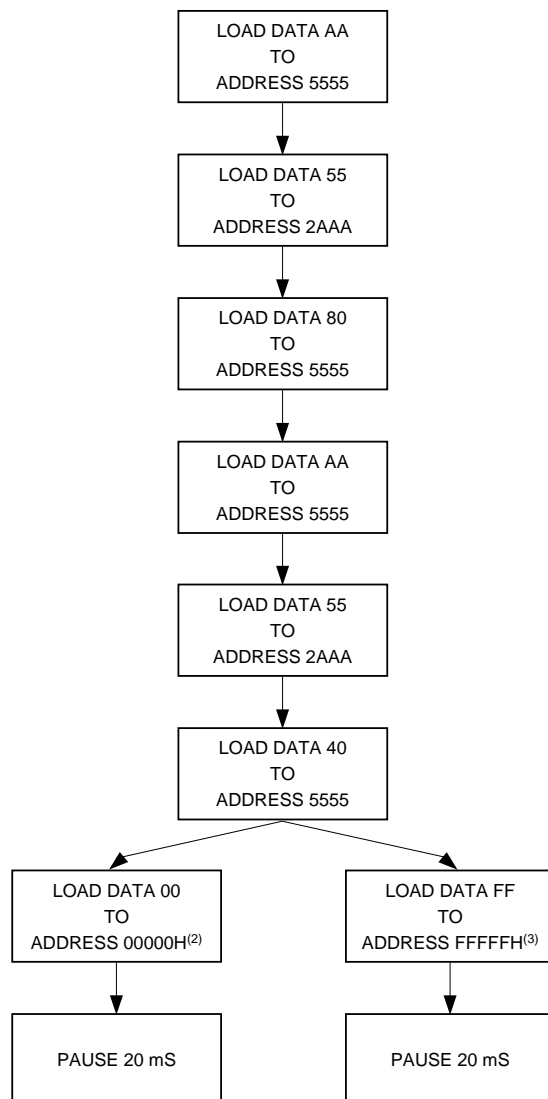 LOAD DATA AA
TO
ADDRESS 5555
LOAD DATA 55
TO
ADDRESS 2AAA
LOAD DATA 80
TO
ADDRESS 5555
LOAD DATA AA
TO
ADDRESS 5555
LOAD DATA 55
TO
ADDRESS 2AAA
LOAD DATA 40
TO
ADDRESS 5555
LOAD DATA 00
TO
ADDRESS 00000H(2)
PAUSE 20 mS
LOAD DATA FF
TO
ADDRESS FFFFFH(3)
PAUSE 20 mS